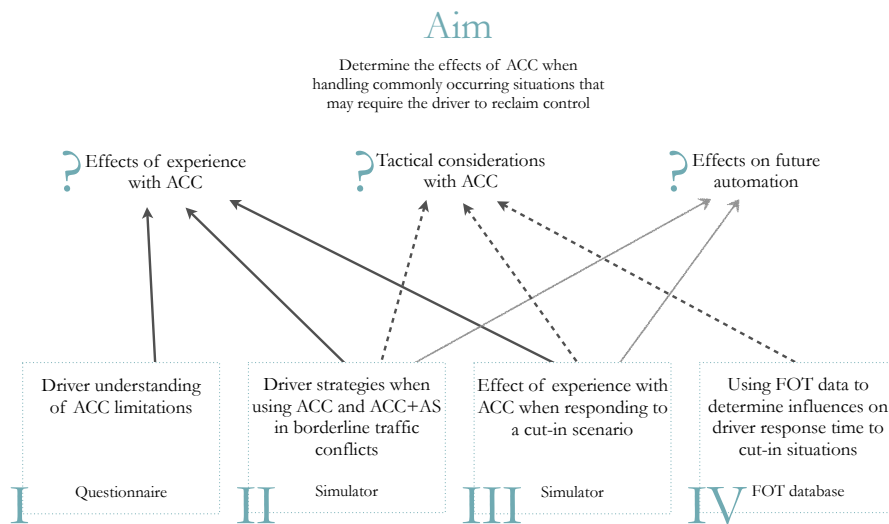 Aim
Determine the effects of ACC when
handling commonly occurring situations that
may require the driver to reclaim control
? Effects of experience
with ACC
? Tactical considerations
with ACC
? Effects on future
automation
Driver understanding
of ACC limitations
I Questionnaire
Driver strategies when
using ACC and ACC+AS
in borderline traffic
conflicts
II Simulator
Effect of experience with
ACC when responding to
a cut-in scenario
III Simulator
Using FOT data to
determine influences on
driver response time to
cut-in situations
IV FOT database